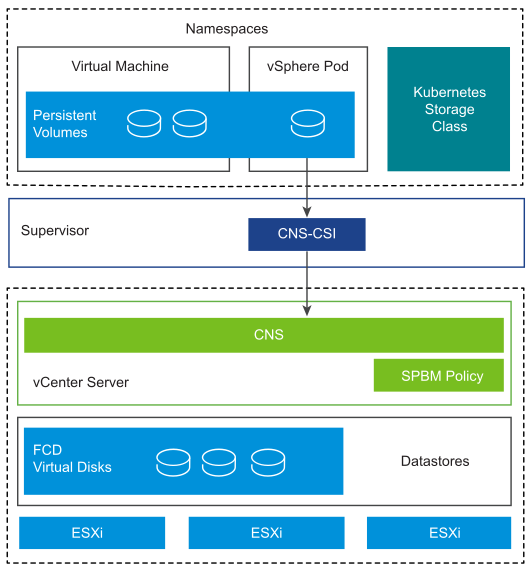 Namespaces
Virtual Machine
vSphere Pod
Persistent
Volumes
Kubernetes
Storage
Class
Supervisor
CNS-CSI
CNS
SPBM Policy
vCenter Server
FCD
Virtual Disks
Datastores
ESXi
ESXi
ESXi